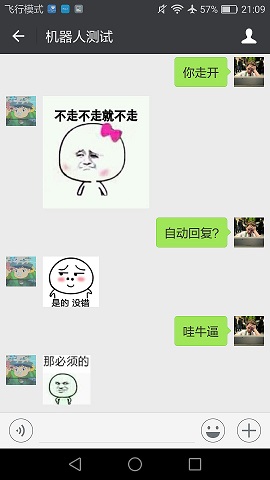 飞行模式 57% 21:09
机器人测试
你走开
不走不走就不走
自动回复?
是的 没错
哇牛逼
那必须的